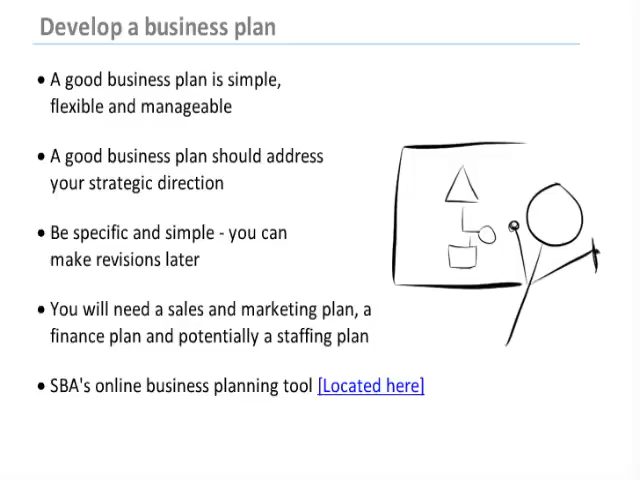 Develop a business plan
• A good business plan is simple,
flexible and manageable
• A good business plan should address
your strategic direction
• Be specific and simple - you can
make revisions later
• You will need a sales and marketing plan, a
finance plan and potentially a staffing plan
• SBA's online business planning tool [Located here]